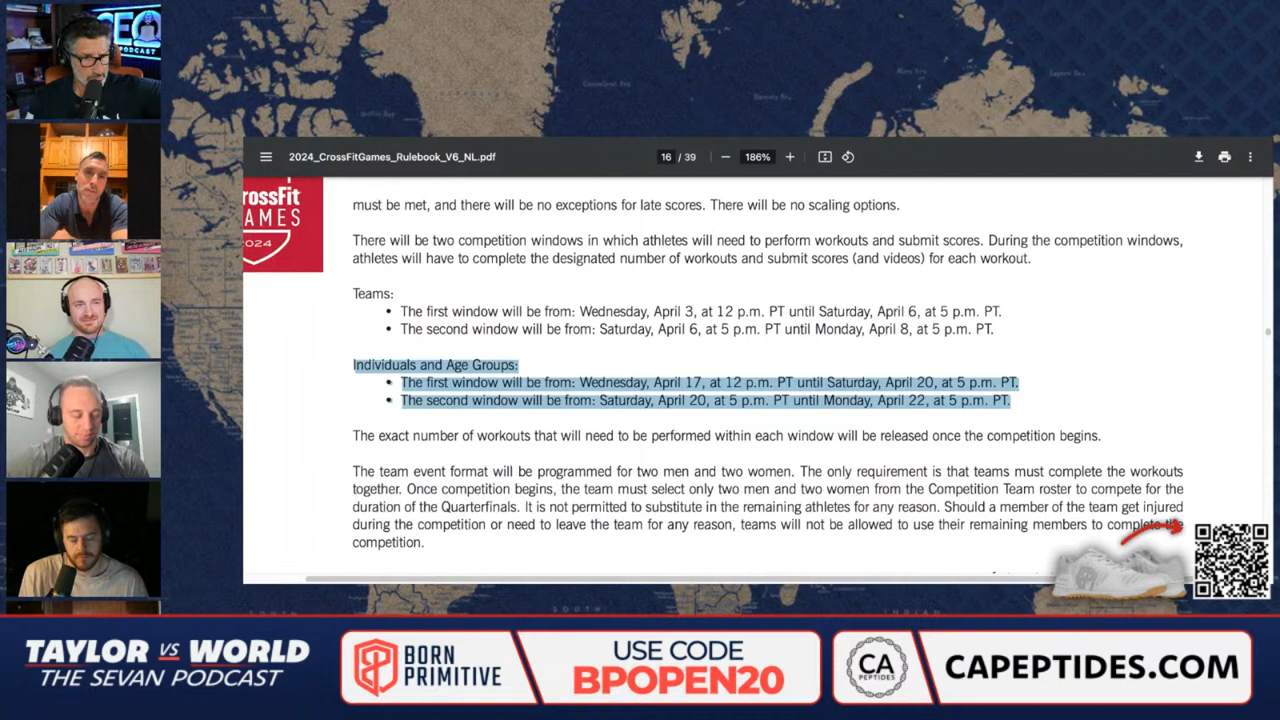 CEO
PODCAST
2024_CrossFitGames_Rulebook_V6_NL.pdf
16 / 39
186%
rossFit
AMES
024
must be met, and there will be no exceptions for late scores. There will be no scaling options.
There will be two competition windows in which athletes will need to perform workouts and submit scores. During the competition windows,
athletes will have to complete the designated number of workouts and submit scores (and videos) for each workout.
Teams:
• The first window will be from: Wednesday, April 3, at 12 p.m. PT until Saturday, April 6, at 5 p.m. PT.
• The second window will be from: Saturday, April 6, at 5 p.m. PT until Monday, April 8, at 5 p.m. PT.
Individuals and Age Groups:
• The first window will be from: Wednesday, April 17, at 12 p.m. PT until Saturday, April 20, at 5 p.m. PT.
• The second window will be from: Saturday, April 20, at 5 p.m. PT until Monday, April 22, at 5 p.m. PT.
The exact number of workouts that will need to be performed within each window will be released once the competition begins.
The team event format will be programmed for two men and two women. The only requirement is that teams must complete the workouts
together. Once competition begins, the team must select only two men and two women from the Competition Team roster to compete for the
duration of the Quarterfinals. It is not permitted to substitute in the remaining athletes for any reason. Should a member of the team get injured
during the competition or need to leave the team for any reason, teams will not be allowed to use their remaining members to complete the
competition.
TAYLOR VS WORLD
THE SEVAN PODCAST
BORN
PRIMITIVE
USE CODE
BPOPEN20
CA
PEPTIDES
CAPEPTIDES.COM